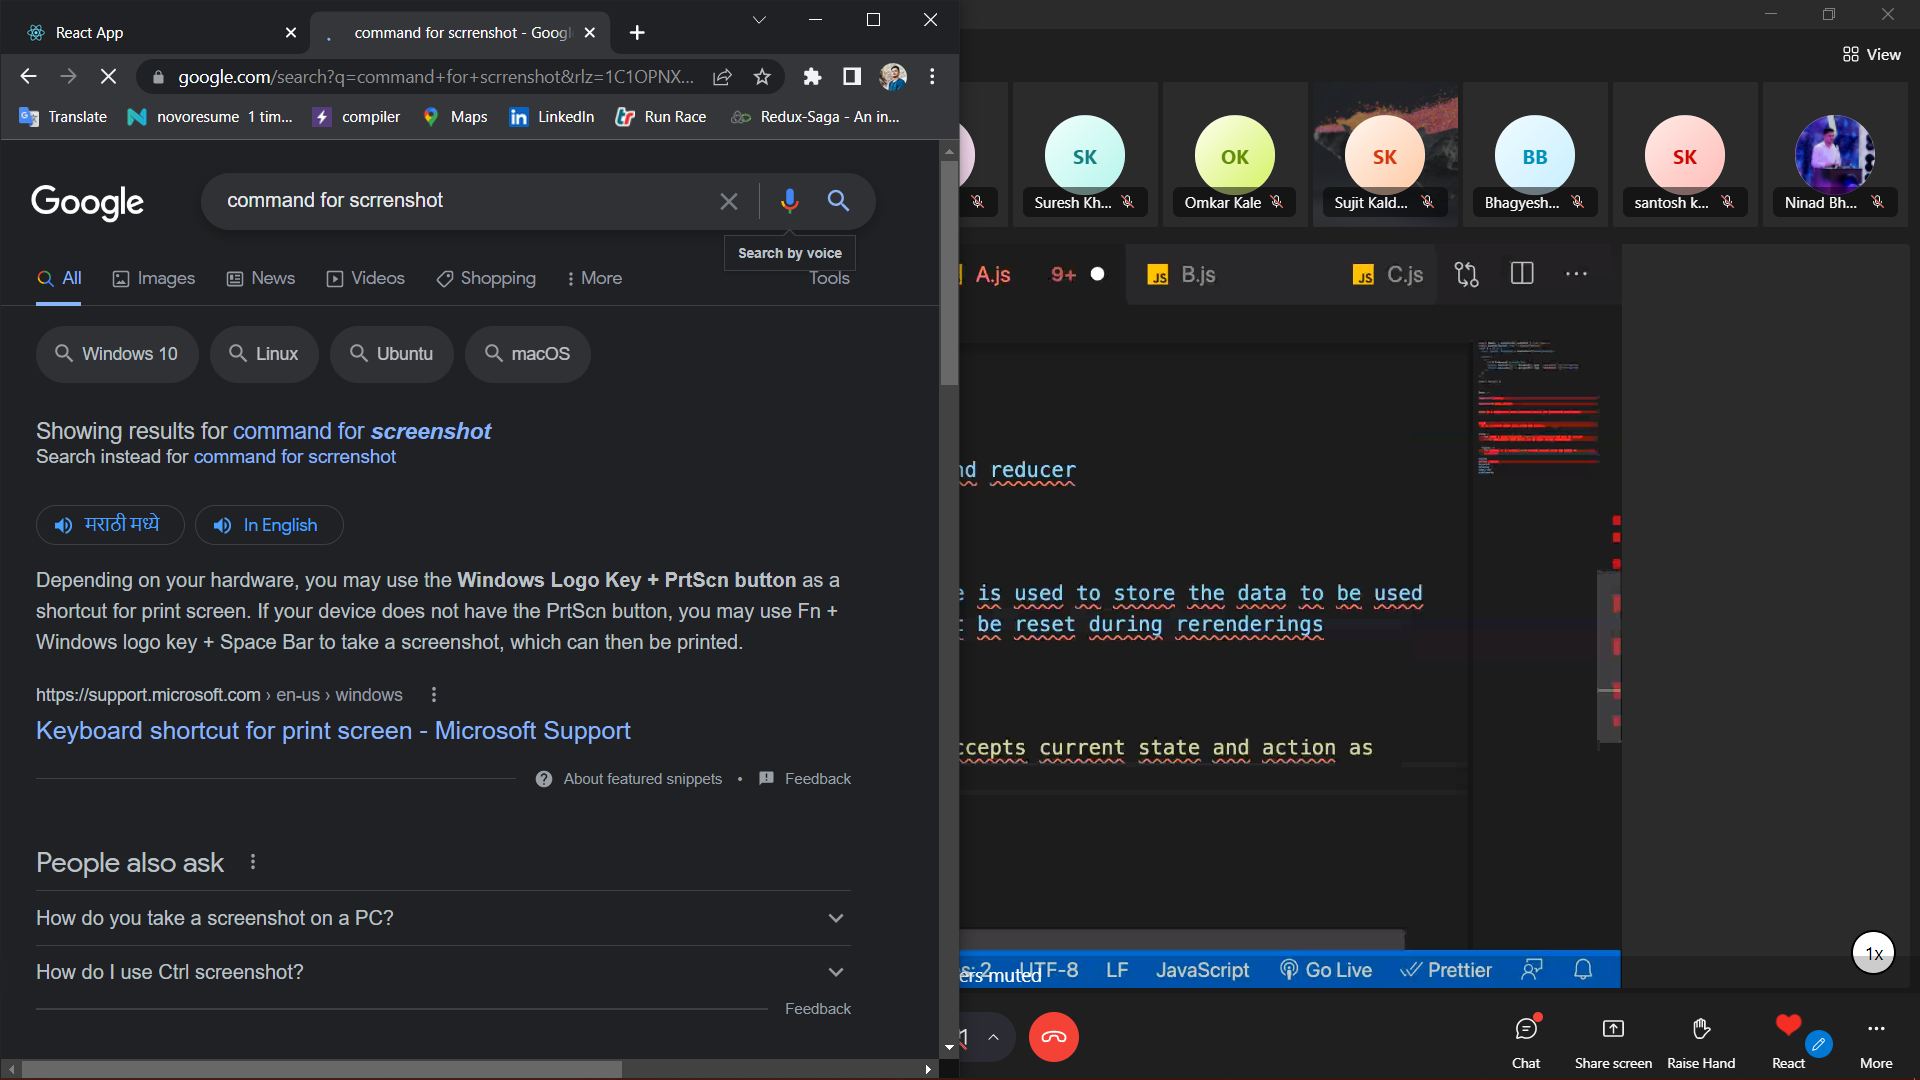 React App
command for scrrenshot - Googl
View
google.com/search?q=command+for+scrrenshot&rlz=1C1OPNX...
Translate
novoresume 1 tim...
compiler
Maps
LinkedIn
Run Race
Redux-Saga - An in...
Google
command for scrrenshot
Search by voice
All
Images
News
Videos
Shopping
More
Tools
Windows 10
Linux
Ubuntu
macOS
Showing results for command for screenshot
Search instead for command for scrrenshot
मराठी मध्ये
In English
Depending on your hardware, you may use the Windows Logo Key + PrtScn button as a
shortcut for print screen. If your device does not have the PrtScn button, you may use Fn +
Windows logo key + Space Bar to take a screenshot, which can then be printed.
https://support.microsoft.com › en-us › windows
Keyboard shortcut for print screen - Microsoft Support
About featured snippets • Feedback
People also ask
How do you take a screenshot on a PC?
How do I use Ctrl screenshot?
Feedback
SK
Suresh Kh...
OK
Omkar Kale
SK
Sujit Kald...
BB
Bhagyesh...
SK
santosh k...
Ninad Bh...
A.js 9+
JS B.js
JS C.js
nd reducer
is used to store the data to be used
be reset during rerenderings
ccepts current state and action as
UTF-8 LF JavaScript Go Live Prettier
ers muted
1x
Chat
Share screen
Raise Hand
React
More